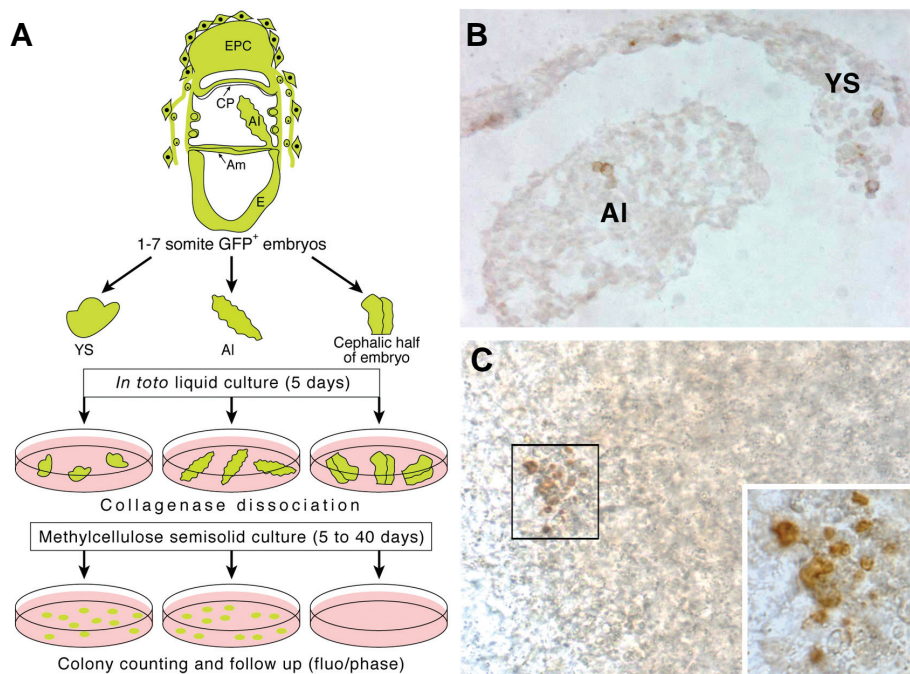 A
EPC
CP
Al
Am
E
1-7 somite GFP+ embryos
YS
Al
Cephalic half
of embryo
In toto liquid culture (5 days)
Collagenase dissociation
Methylcellulose semisolid culture (5 to 40 days)
Colony counting and follow up (fluo/phase)
B
YS
Al
C